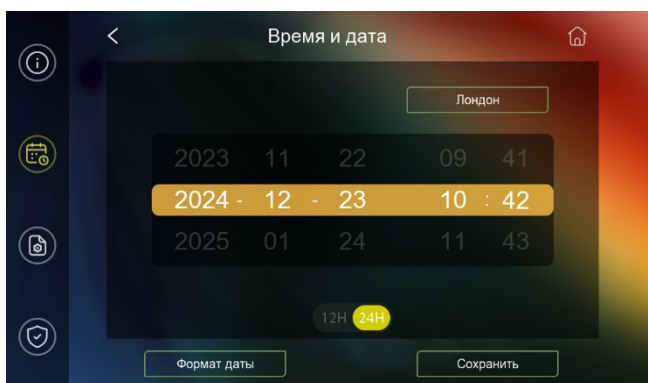 Время и дата
Лондон
2023 11 22 09 41
2024 - 12 - 23 10 : 42
2025 01 24 11 43
12H 24H
Формат даты Сохранить